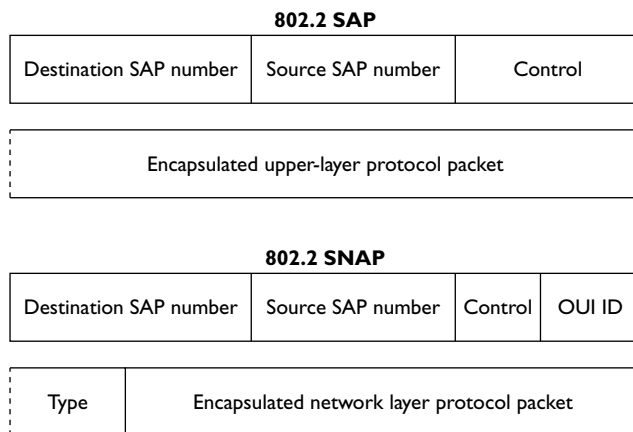 802.2 SAP
Destination SAP number Source SAP number Control
Encapsulated upper-layer protocol packet
802.2 SNAP
Destination SAP number Source SAP number Control OUI ID
Type Encapsulated network layer protocol packet